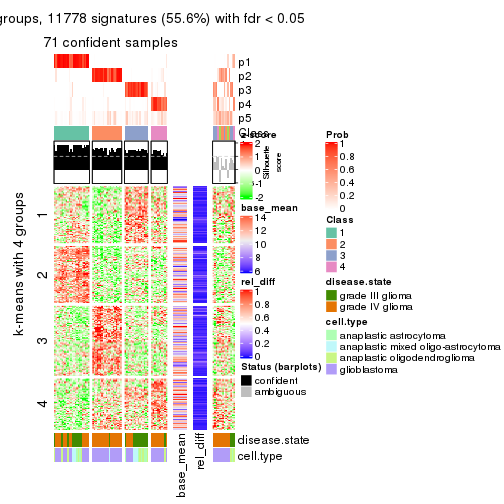 groups, 11778 signatures (55.6%) with fdr < 0.05
71 confident samples
p1
p2
p3
p4
p5
Class
Silhouette
score
k-means with 4 groups
1
2
3
4
z-score
2
1
0
-1
-2
base_mean
14
12
10
8
6
rel_diff
1
0.8
0.6
0.4
0.2
0
Status (barplots)
confident
ambiguous
Prob
1
0.8
0.6
0.4
0.2
0
Class
1
2
3
4
disease.state
grade III glioma
grade IV glioma
cell.type
anaplastic astrocytoma
anaplastic mixed oligo-astrocytoma
anaplastic oligodendroglioma
glioblastoma
disease.state
cell.type
base_mean
rel_diff